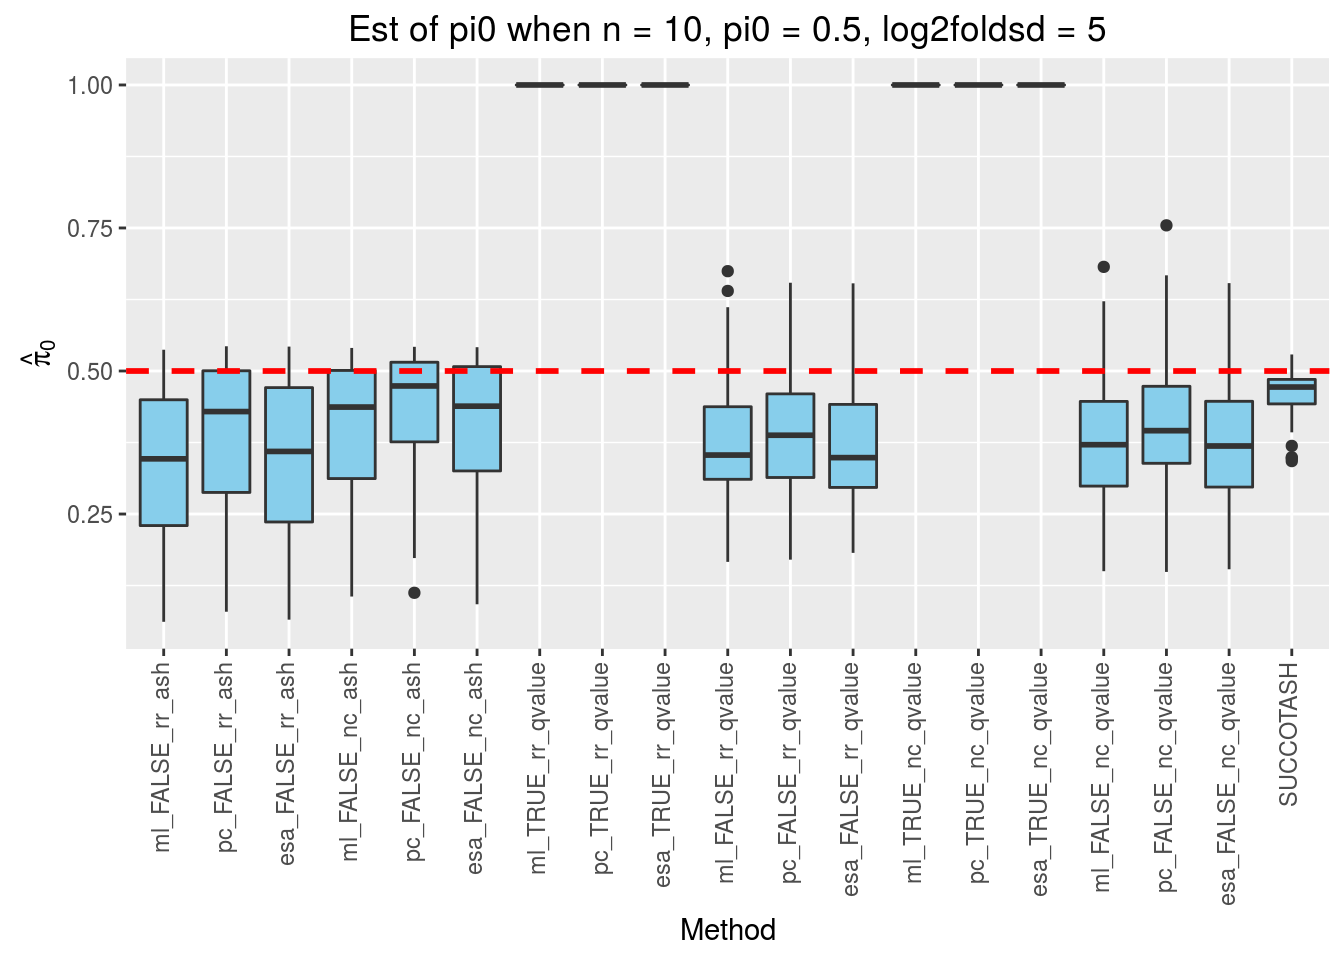 Est of pi0 when n = 10, pi0 = 0.5, log2foldsd = 5
1.00
0.75
0.50
0.25
π̂₀
ml_FALSE_rr_ash
pc_FALSE_rr_ash
esa_FALSE_rr_ash
ml_FALSE_nc_ash
pc_FALSE_nc_ash
esa_FALSE_nc_ash
ml_TRUE_rr_qvalue
pc_TRUE_rr_qvalue
esa_TRUE_rr_qvalue
ml_FALSE_rr_qvalue
pc_FALSE_rr_qvalue
esa_FALSE_rr_qvalue
ml_TRUE_nc_qvalue
pc_TRUE_nc_qvalue
esa_TRUE_nc_qvalue
ml_FALSE_nc_qvalue
pc_FALSE_nc_qvalue
esa_FALSE_nc_qvalue
SUCCOTASH
Method